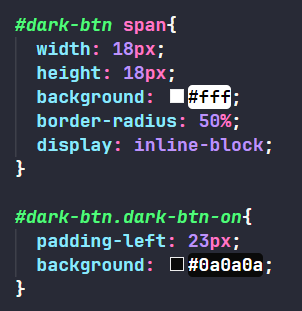 #dark-btn span{
  width: 18px;
  height: 18px;
  background: #fff;
  border-radius: 50%;
  display: inline-block;
}

#dark-btn.dark-btn-on{
  padding-left: 23px;
  background: #0a0a0a;
}